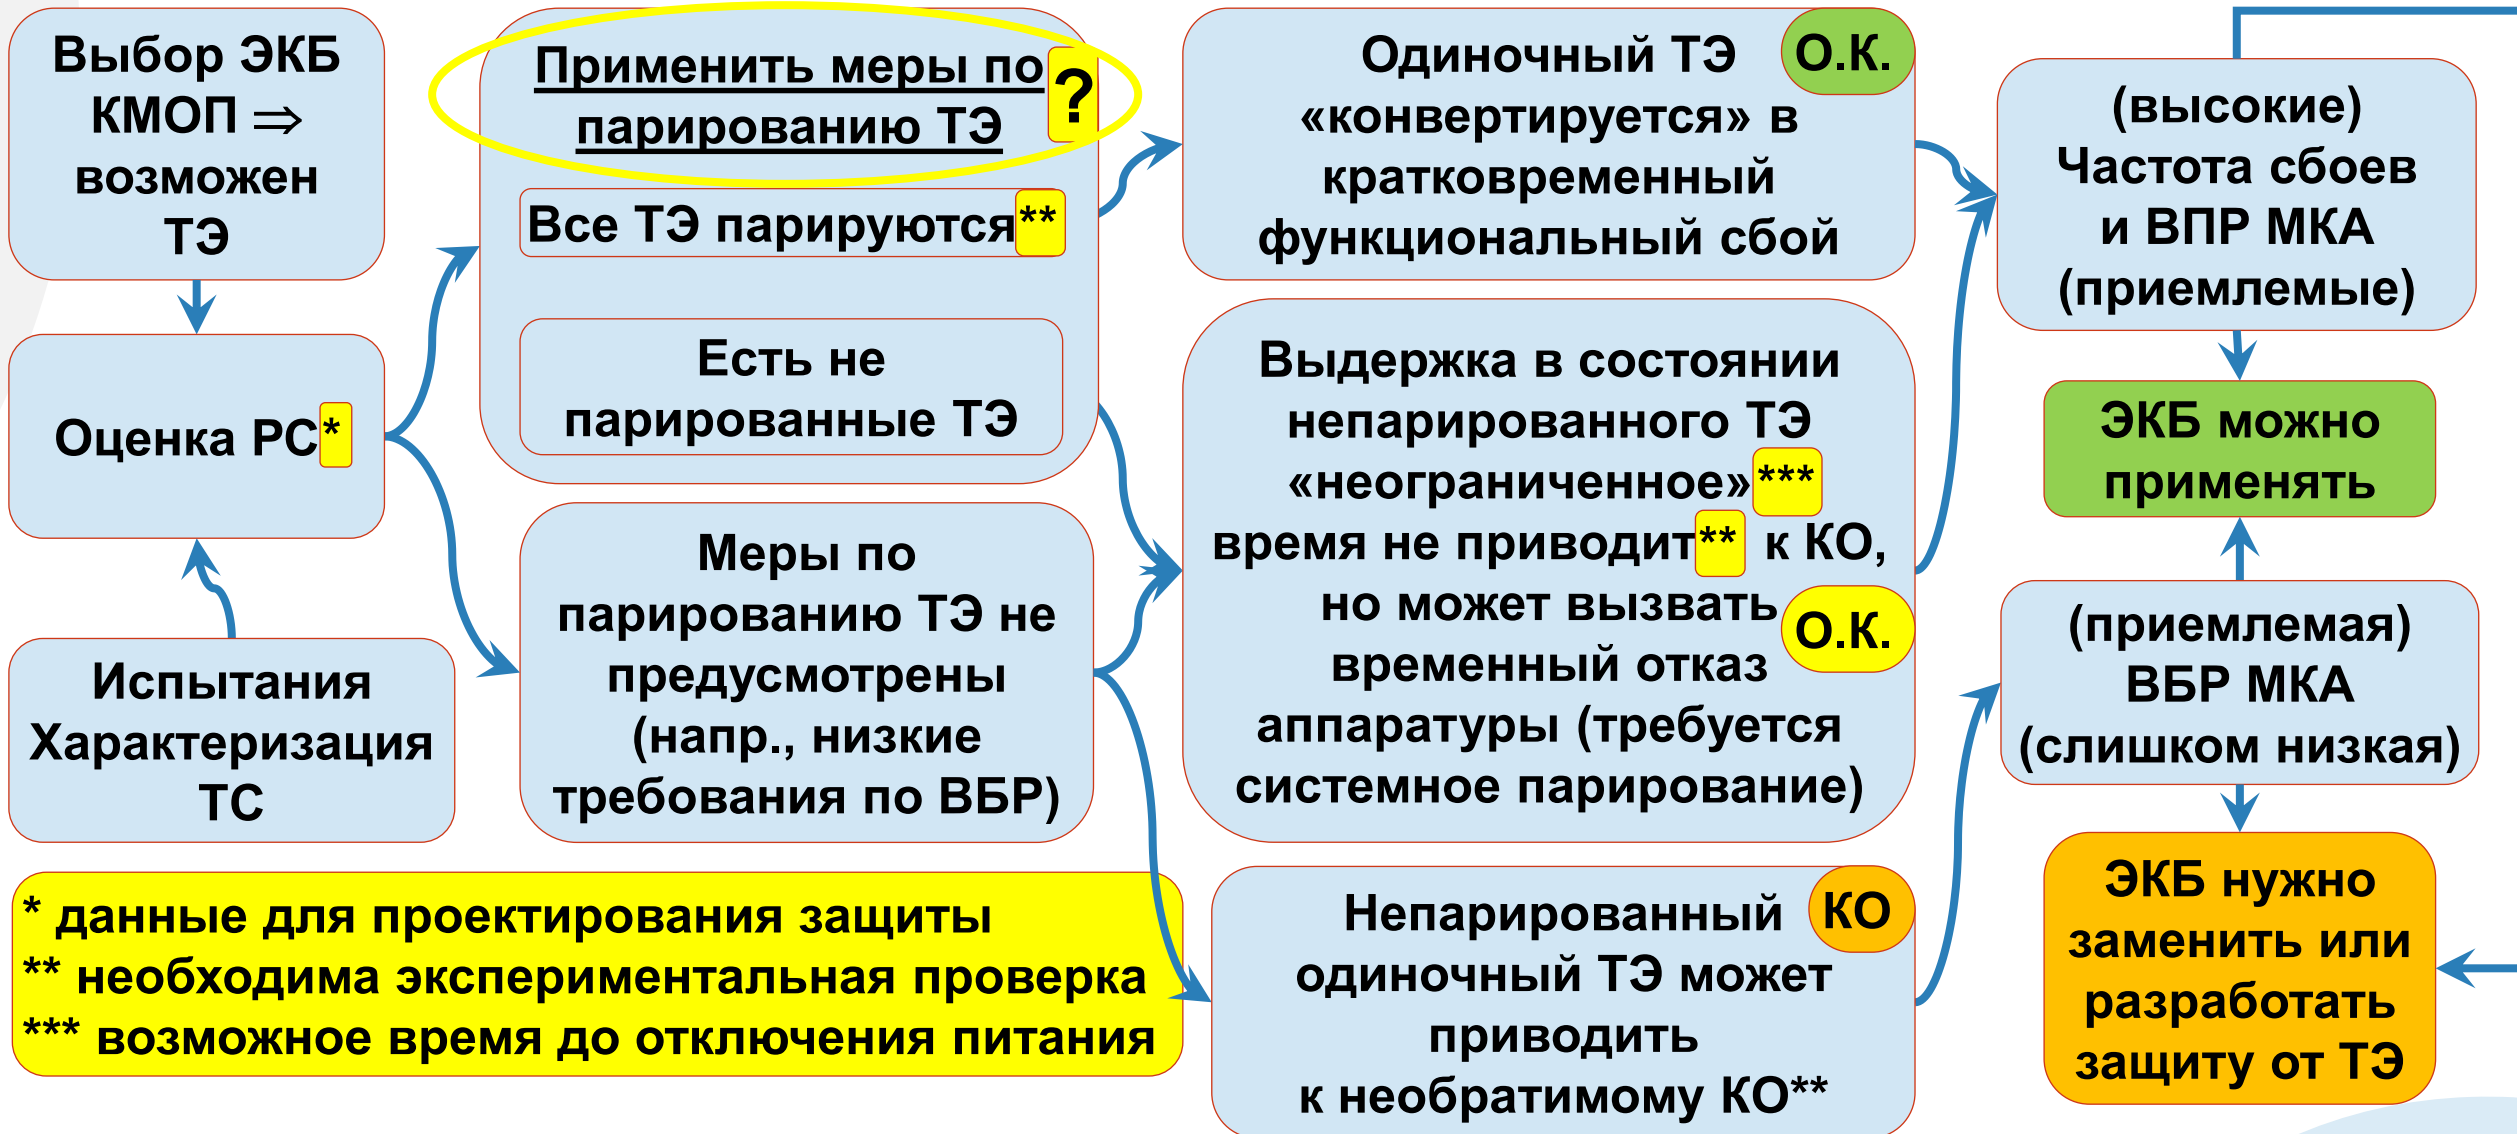 Выбор ЭКБ
КМОП ⇒
возможен
ТЭ
Оценка РС*
Испытания
Характеризация
ТС
Применить меры по
парированию ТЭ
?
Все ТЭ парируются**
Есть не
парированные ТЭ
Меры по
парированию ТЭ не
предусмотрены
(напр., низкие
требования по ВБР)
Одиночный ТЭ
О.К.
«конвертируется» в
кратковременный
функциональный сбой
Выдержка в состоянии
непарированного ТЭ
«неограниченное»***
время не приводит** к КО,
но может вызвать
О.К.
временный отказ
аппаратуры (требуется
системное парирование)
Непарированный
КО
одиночный ТЭ может
приводить
к необратимому КО**
(высокие)
Частота сбоев
и ВПР МКА
(приемлемые)
ЭКБ можно
применять
(приемлемая)
ВБР МКА
(слишком низкая)
ЭКБ нужно
заменить или
разработать
защиту от ТЭ
* данные для проектирования защиты
** необходима экспериментальная проверка
*** возможное время до отключения питания